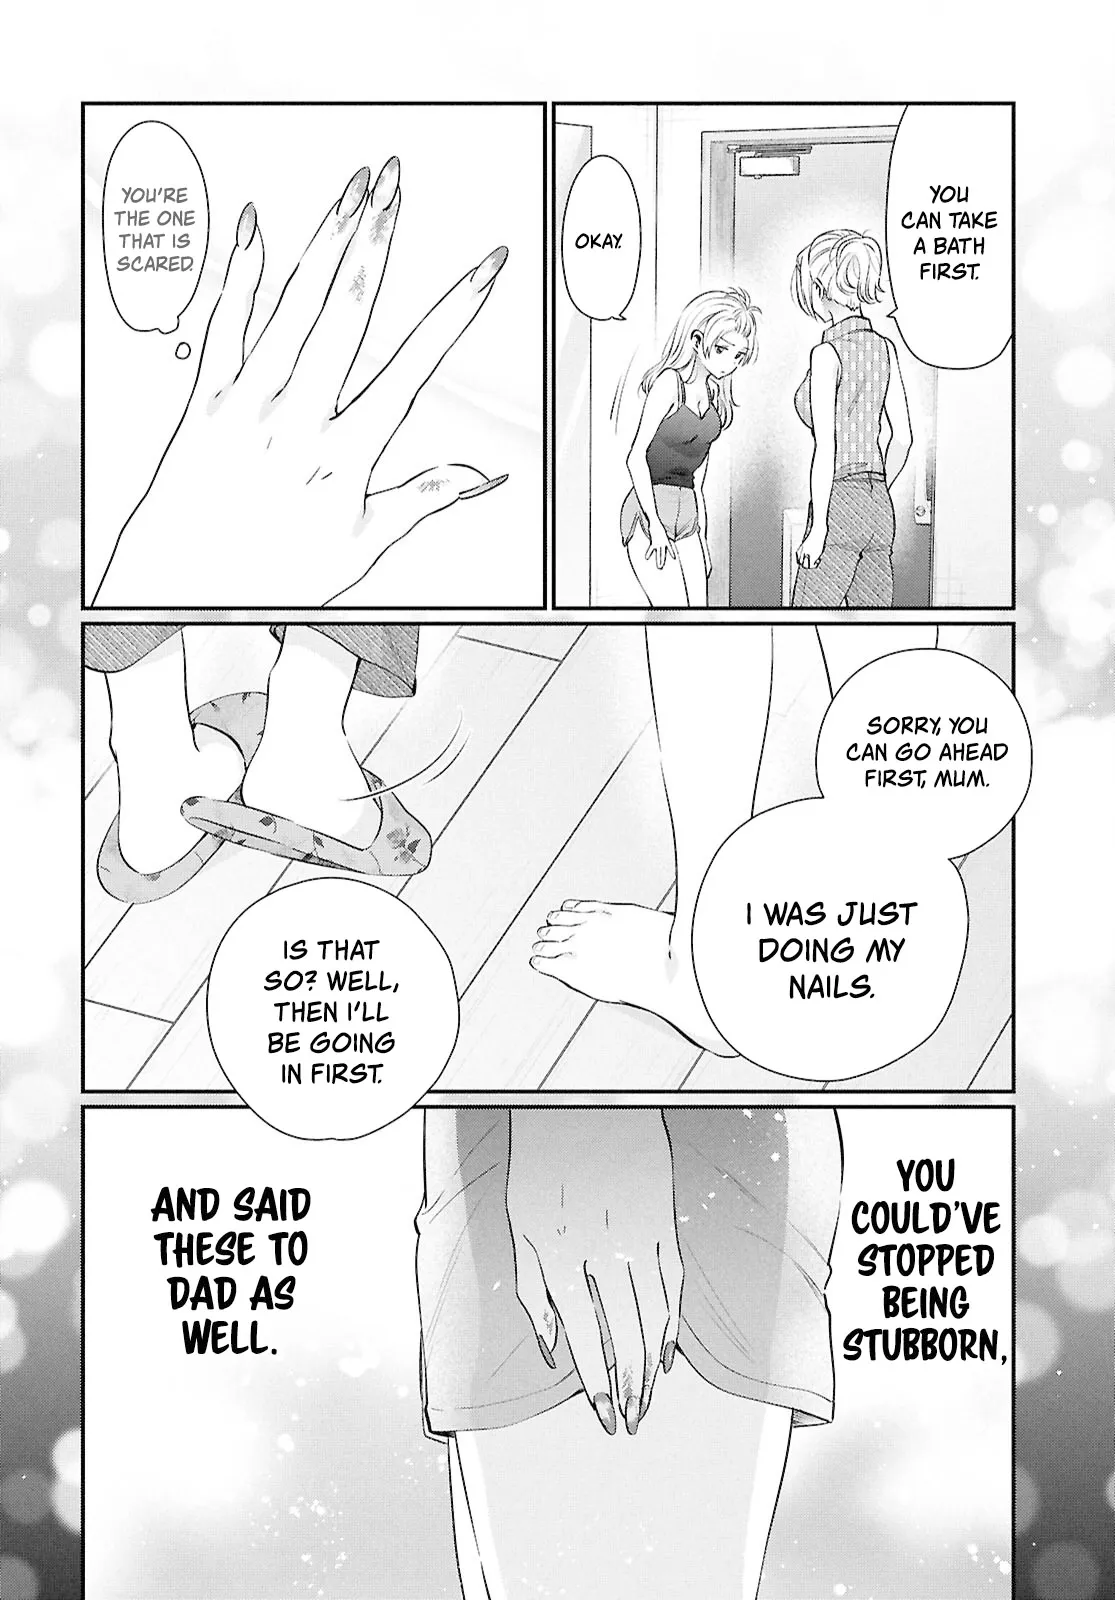 YOU
CAN TAKE
A BATH
FIRST.
OKAY.
YOU'RE
THE ONE
THAT IS
SCARED.
SORRY, YOU
CAN GO AHEAD
FIRST, MUM.
I WAS JUST
DOING MY
NAILS.
IS THAT
SO? WELL,
THEN I'LL
BE GOING
IN FIRST.
YOU
COULD'VE
STOPPED
BEING
STUBBORN,
AND SAID
THESE TO
DAD AS
WELL.